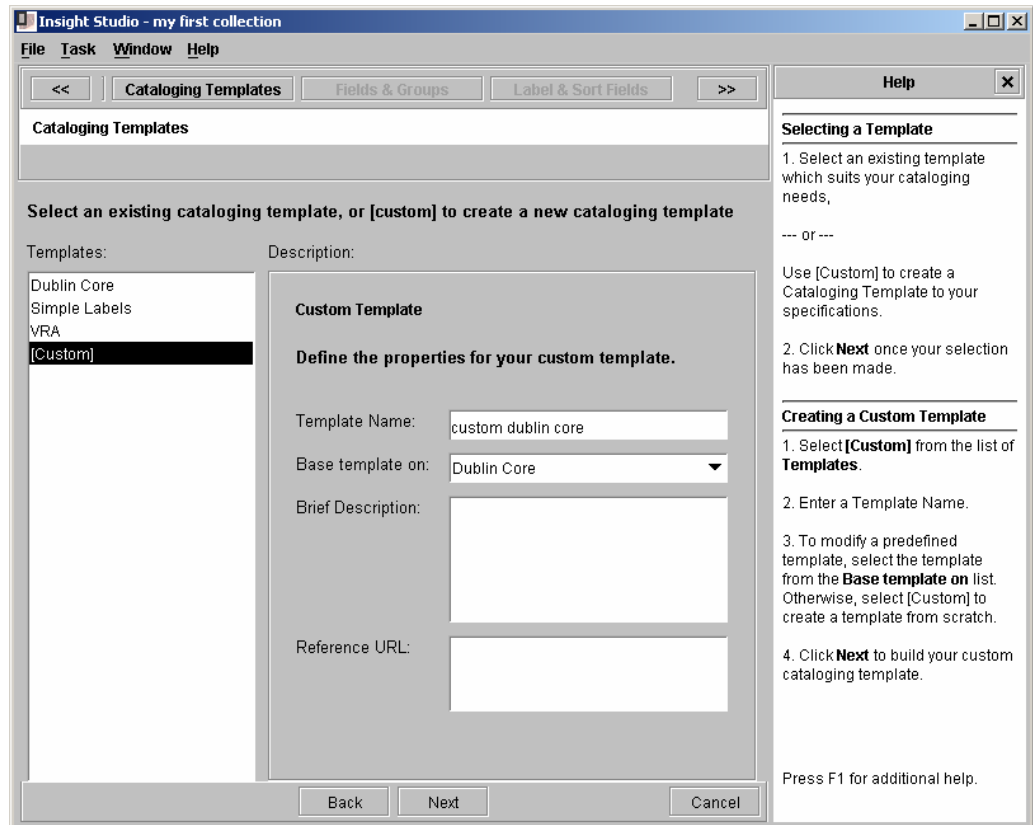 Insight Studio - my first collection
File Task Window Help
<< Cataloging Templates Fields & Groups Label & Sort Fields >>
Cataloging Templates
Select an existing cataloging template, or [custom] to create a new cataloging template
Templates:
Dublin Core
Simple Labels
VRA
[Custom]
Description:
Custom Template
Define the properties for your custom template.
Template Name: custom dublin core
Base template on: Dublin Core
Brief Description:
Reference URL:
Back Next Cancel
Help
Selecting a Template
1. Select an existing template
which suits your cataloging
needs,
--- or ---
Use [Custom] to create a
Cataloging Template to your
specifications.
2. Click Next once your selection
has been made.
Creating a Custom Template
1. Select [Custom] from the list of
Templates.
2. Enter a Template Name.
3. To modify a predefined
template, select the template
from the Base template on list.
Otherwise, select [Custom] to
create a template from scratch.
4. Click Next to build your custom
cataloging template.
Press F1 for additional help.